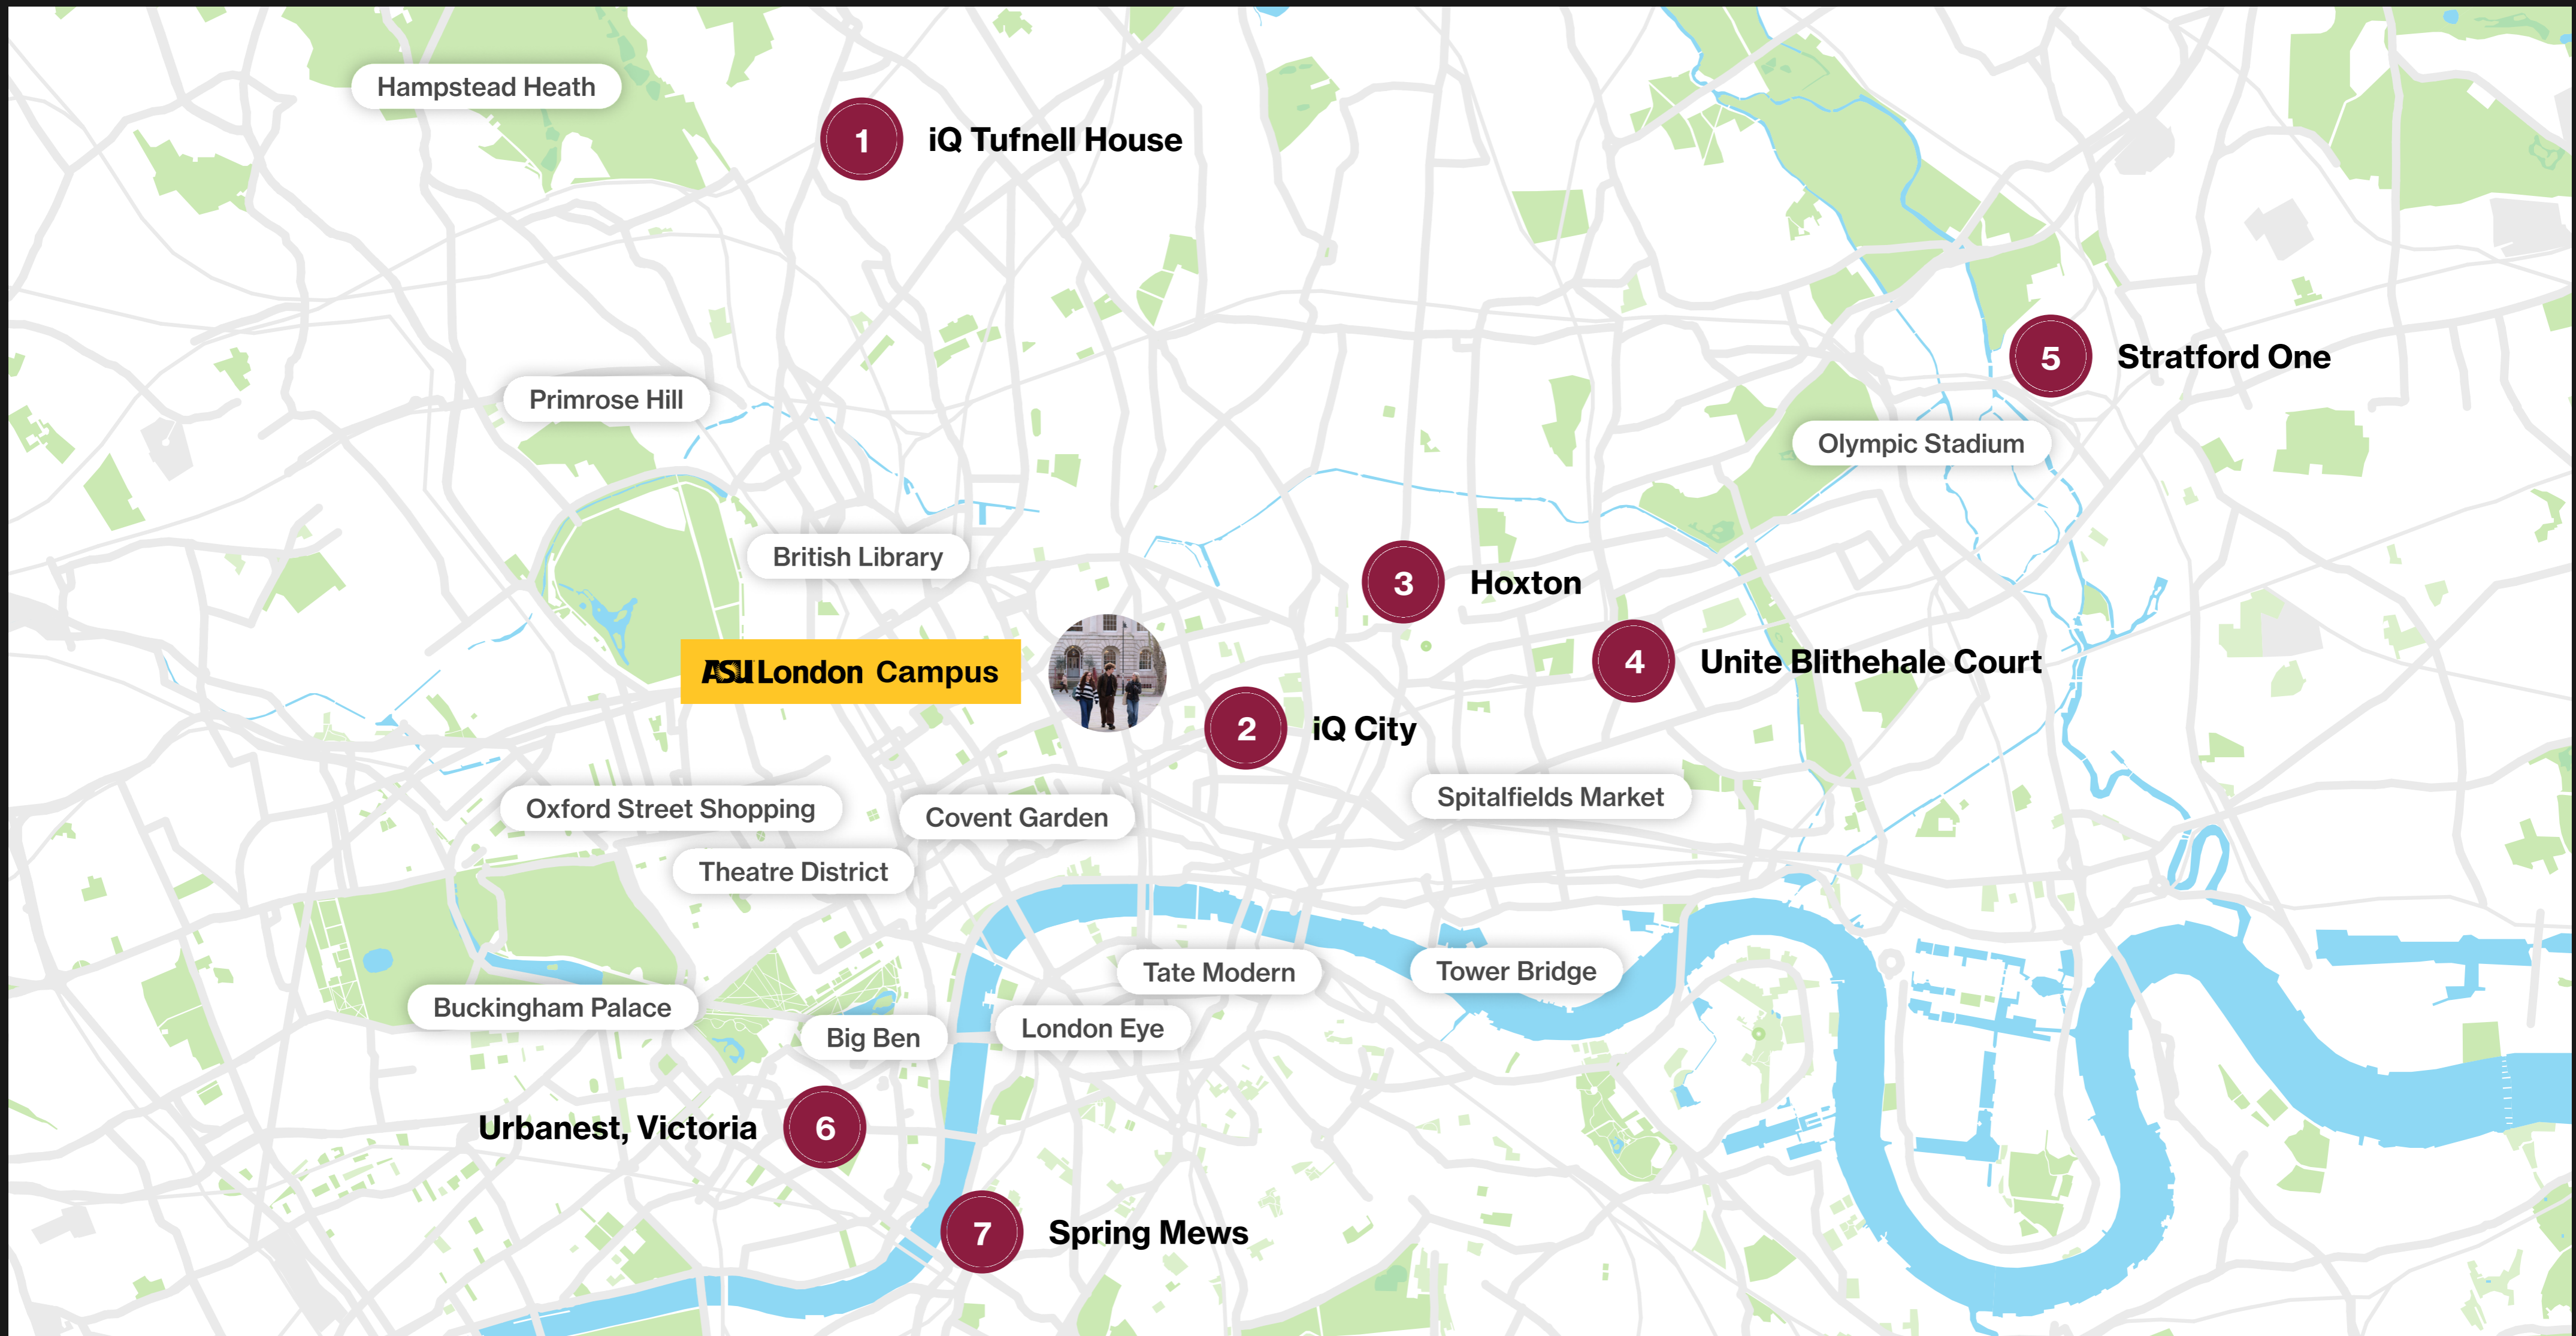 Hampstead Heath
1 iQ Tufnell House
5 Stratford One
Primrose Hill
Olympic Stadium
British Library
3 Hoxton
4 Unite Blithehale Court
ASU London Campus
2 iQ City
Spitalfields Market
Oxford Street Shopping
Covent Garden
Theatre District
Tate Modern
Tower Bridge
Buckingham Palace
London Eye
Big Ben
Urbanest, Victoria 6
7 Spring Mews